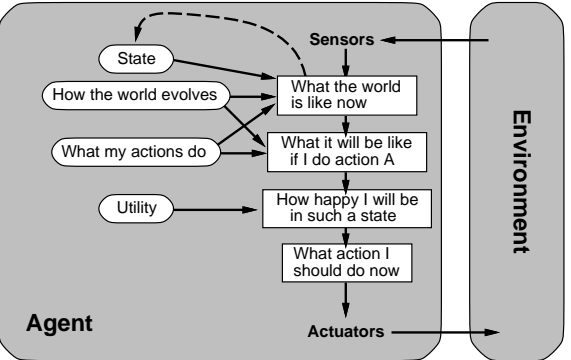 Sensors
State
What the world
is like now
How the world evolves
What my actions do
What it will be like
if I do action A
Utility
How happy I will be
in such a state
What action I
should do now
Agent
Actuators
Environment